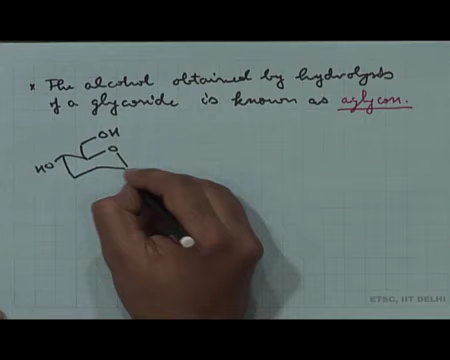 * The alcohol obtained by hydrolysis
of a glycoside is known as aglycon.
OH
O
HO
ETSC, IIT DELHI